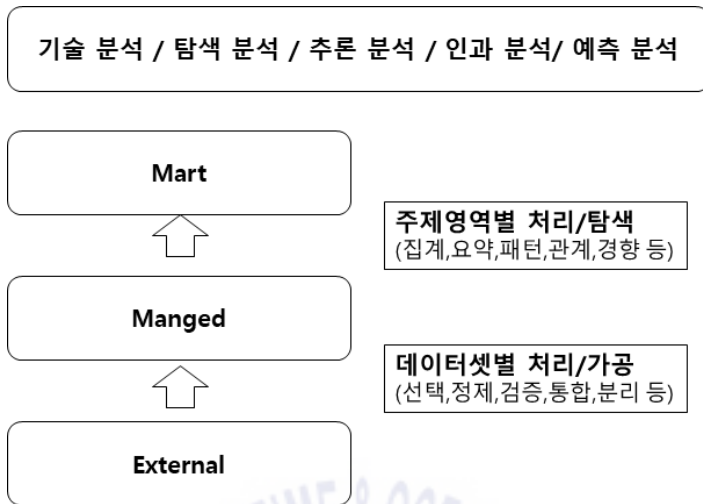 기술 분석 / 탐색 분석 / 추론 분석 / 인과 분석/ 예측 분석
Mart
주제영역별 처리/탐색
(집계,요약,패턴,관계,경향 등)
Manged
데이터셋별 처리/가공
(선택,정제,검증,통합,분리 등)
External